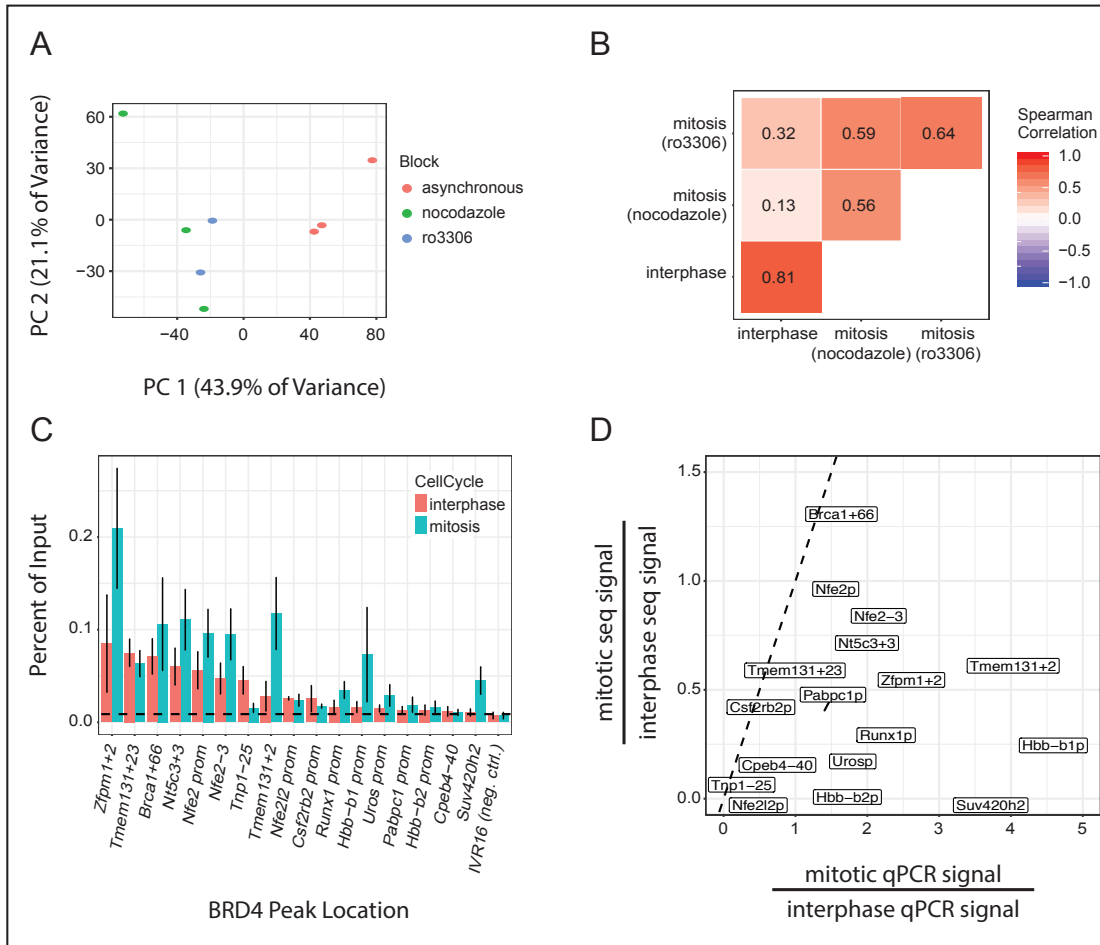 A
60
30
0
−30
−40
0
40
80
PC 2 (21.1% of Variance)
PC 1 (43.9% of Variance)
Block
asynchronous
nocodazole
ro3306
B
mitosis
(ro3306)
mitosis
(nocodazole)
interphase
0.32
0.59
0.64
0.13
0.56
0.81
interphase
mitosis
(nocodazole)
mitosis
(ro3306)
Spearman
Correlation
1.0
0.5
0.0
−0.5
−1.0
C
Percent of Input
0.2
0.1
0.0
CellCycle
interphase
mitosis
Zfpm1+2
Tmem131+23
Brca1+66
Nt5c3+3
Nfe2 prom
Nfe2−3
Tnp1−25
Tmem131+2
Nfe2l2 prom
Csf2rb2 prom
Runx1 prom
Hbb−b1 prom
Uros prom
Pabpc1 prom
Hbb−b2 prom
Cpeb4−40
Suv420h2
IVR16 (neg. ctrl.)
BRD4 Peak Location
D
mitotic seq signal
interphase seq signal
1.5
1.0
0.5
0.0
Brca1+66
Nfe2p
Nfe2−3
Nt5c3+3
Tmem131+2
Tmem131+23
Zfpm1+2
Pabpc1p
Csf2rb2p
Runx1p
Hbb−b1p
Urosp
Cpeb4−40
Tnp1−25
Hbb−b2p
Nfe2l2p
Suv420h2
0
1
2
3
4
5
mitotic qPCR signal
interphase qPCR signal